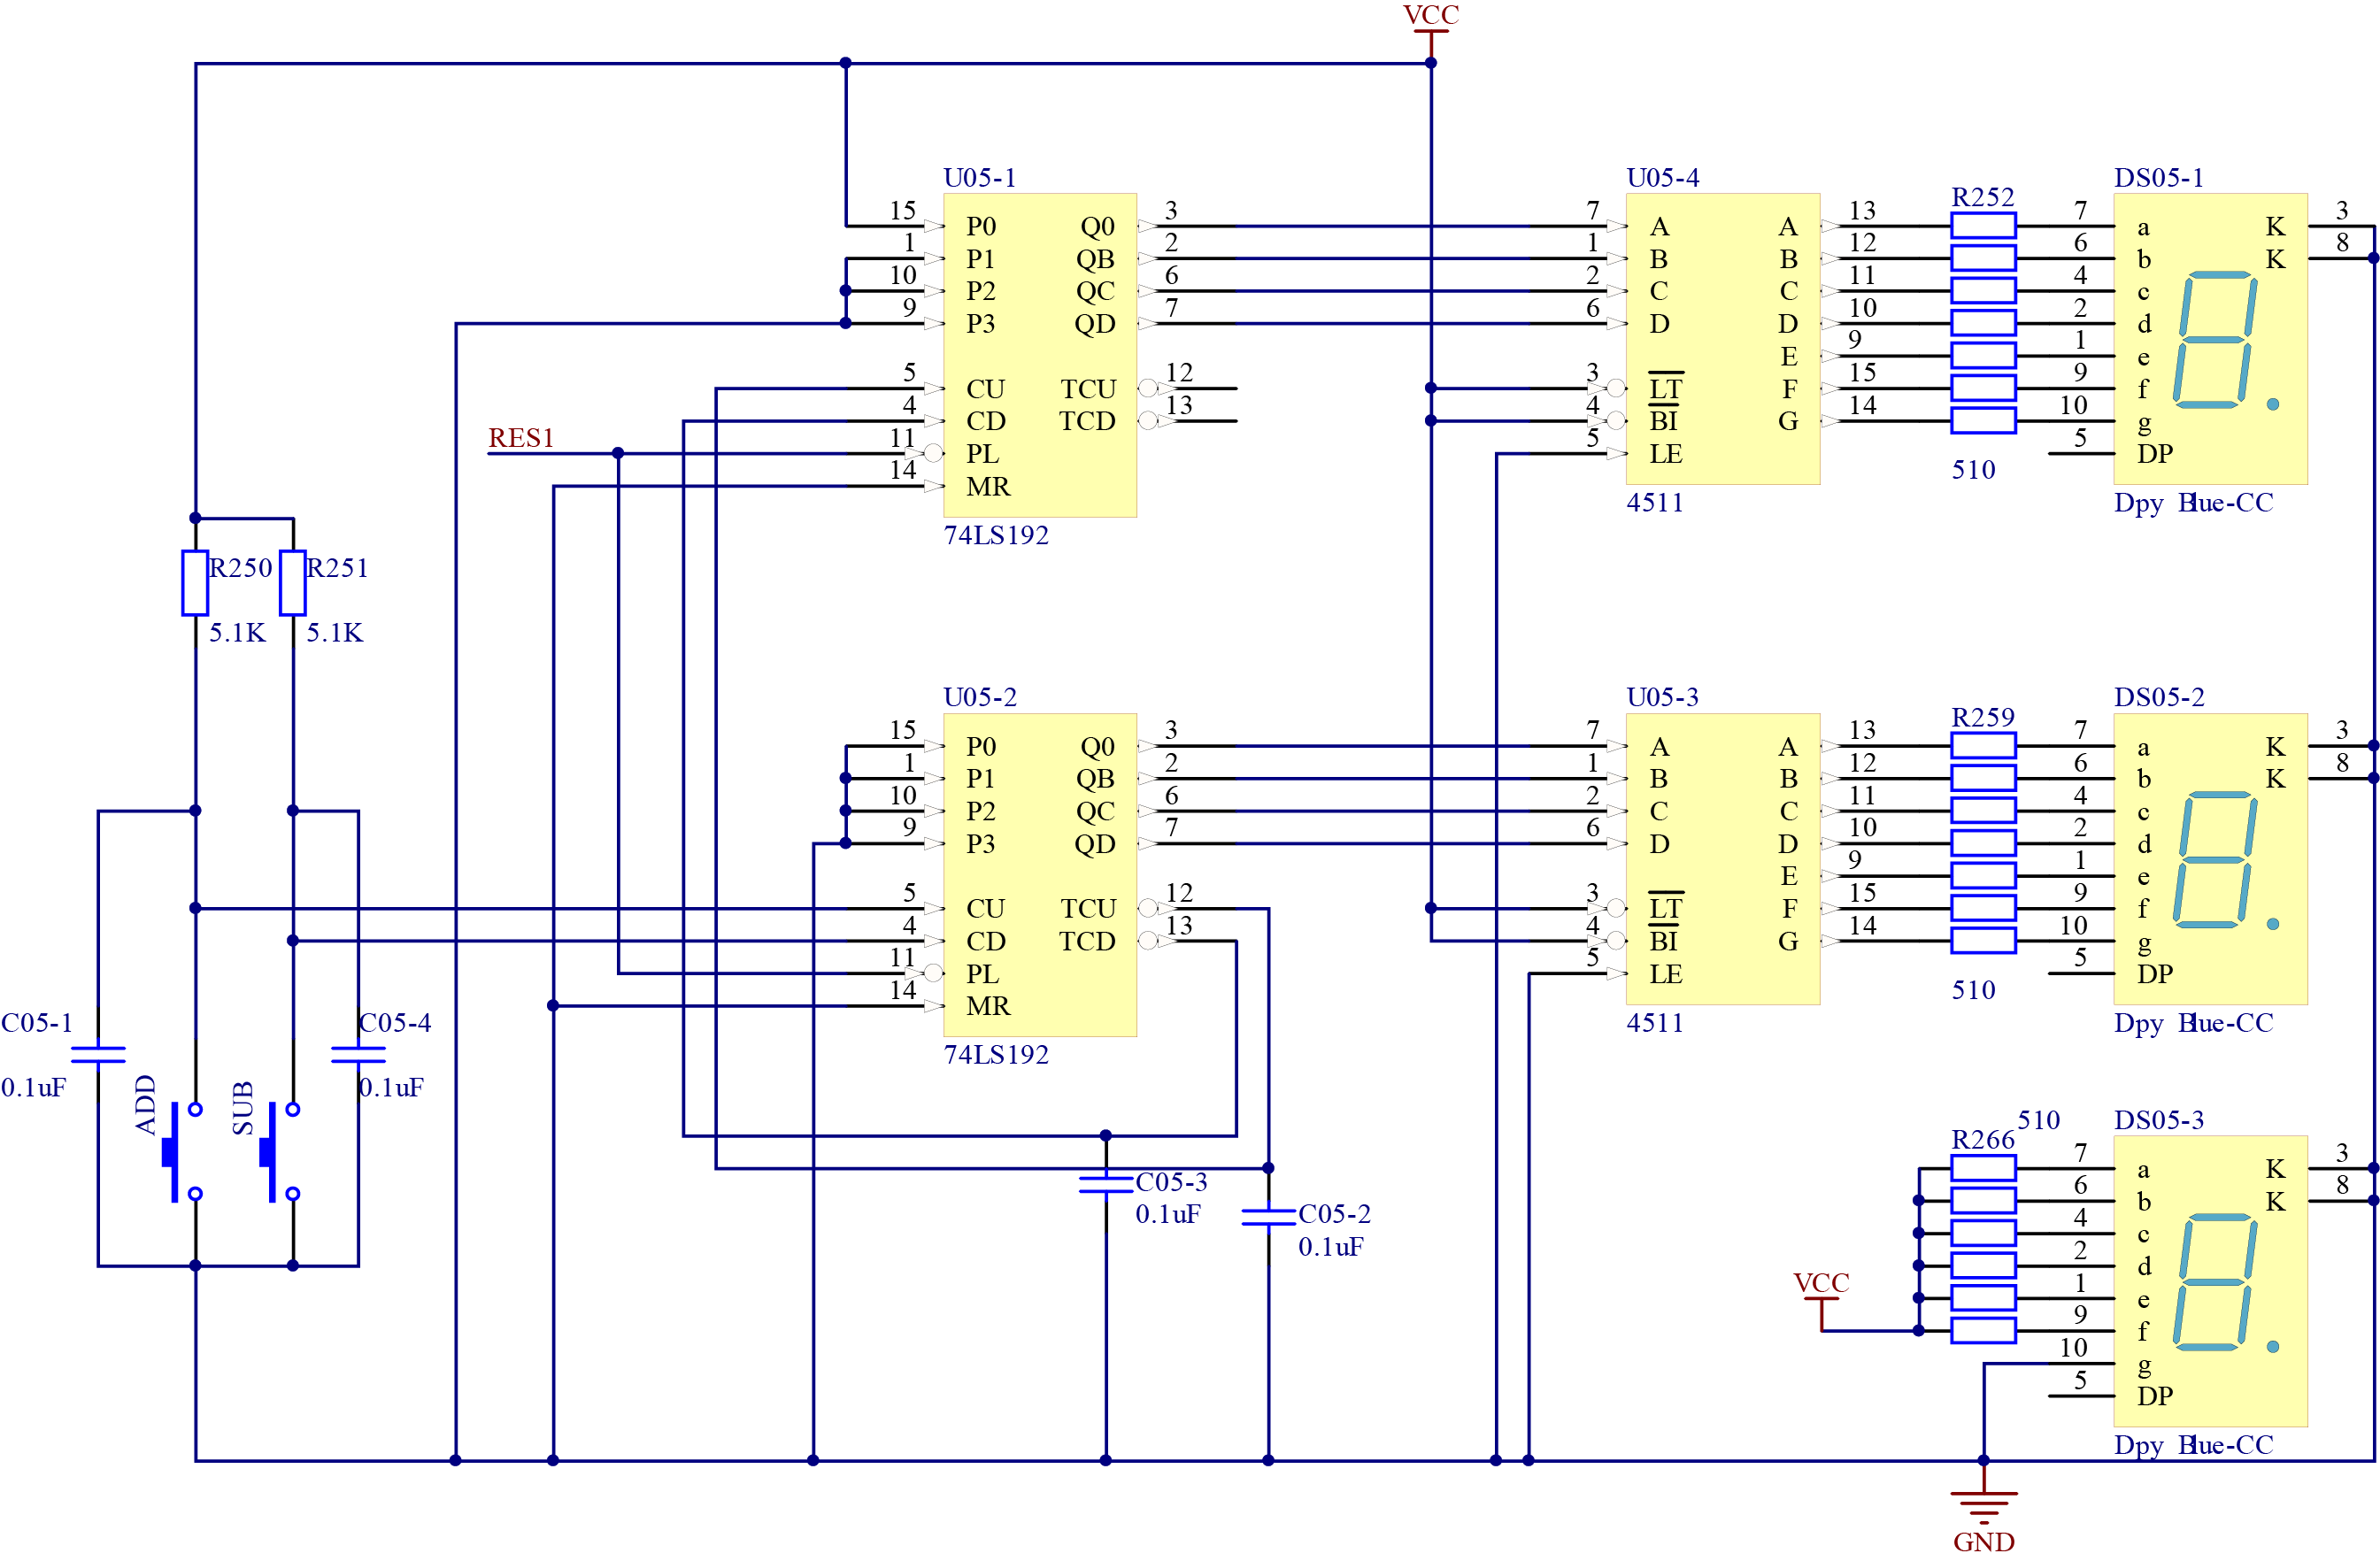 VCC
U05-1
15 P0 Q0 3
1 P1 QB 2
10 P2 QC 6
9 P3 QD 7
5 CU TCU 12
4 CD TCD 13
RES1 11 PL
14 MR
74LS192
U05-4
7 A A 13
1 B B 12
2 C C 11
6 D D 10
E 9
3 LT F 15
4 BI G 14
5 LE
4511
R252
510
DS05-1
7 a K 3
6 b K 8
4 c
2 d
1 e
9 f
10 g
5 DP
Dpy Blue-CC
R250
5.1K
R251
5.1K
U05-2
15 P0 Q0 3
1 P1 QB 2
10 P2 QC 6
9 P3 QD 7
5 CU TCU 12
4 CD TCD 13
11 PL
14 MR
74LS192
U05-3
7 A A 13
1 B B 12
2 C C 11
6 D D 10
E 9
3 LT F 15
4 BI G 14
5 LE
4511
R259
510
DS05-2
7 a K 3
6 b K 8
4 c
2 d
1 e
9 f
10 g
5 DP
Dpy Blue-CC
C05-1
0.1uF
ADD
SUB
C05-4
0.1uF
C05-3
0.1uF
C05-2
0.1uF
510
R266
VCC
DS05-3
7 a K 3
6 b K 8
4 c
2 d
1 e
9 f
10 g
5 DP
Dpy Blue-CC
GND